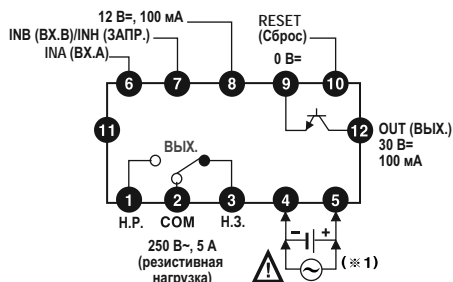 12 В=, 100 мА
RESET
(Сброс)
INB (ВХ.В)/INH (ЗАПР.)
INA (ВХ.А)
0 В=
6 7 8 9 10
11
12
OUT (ВЫХ.)
30 В=
100 мА
ВЫХ.
1 2 3 4 5
Н.Р. COM Н.З.
− +
(※1)
250 В~, 5 А
(резистивная
нагрузка)
!
~